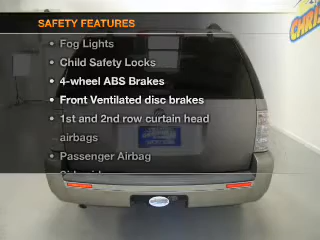 SAFETY FEATURES
• Fog Lights
• Child Safety Locks
• 4-wheel ABS Brakes
• Front Ventilated disc brakes
• 1st and 2nd row curtain head
airbags
• Passenger Airbag